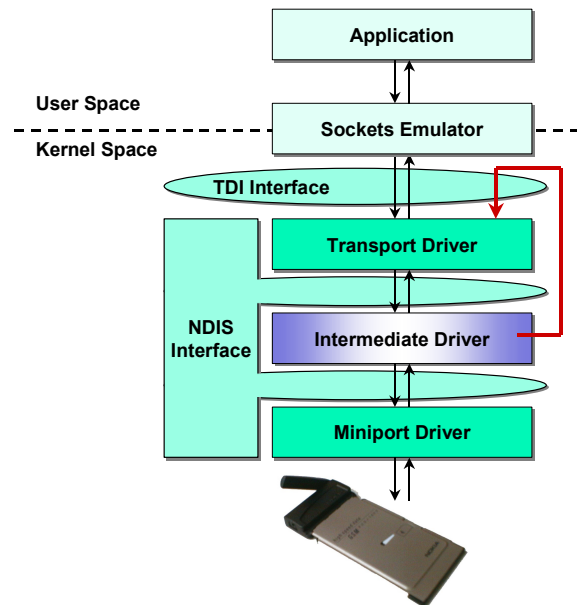 Application
User Space
Sockets Emulator
Kernel Space
TDI Interface
Transport Driver
NDIS
Interface
Intermediate Driver
Miniport Driver